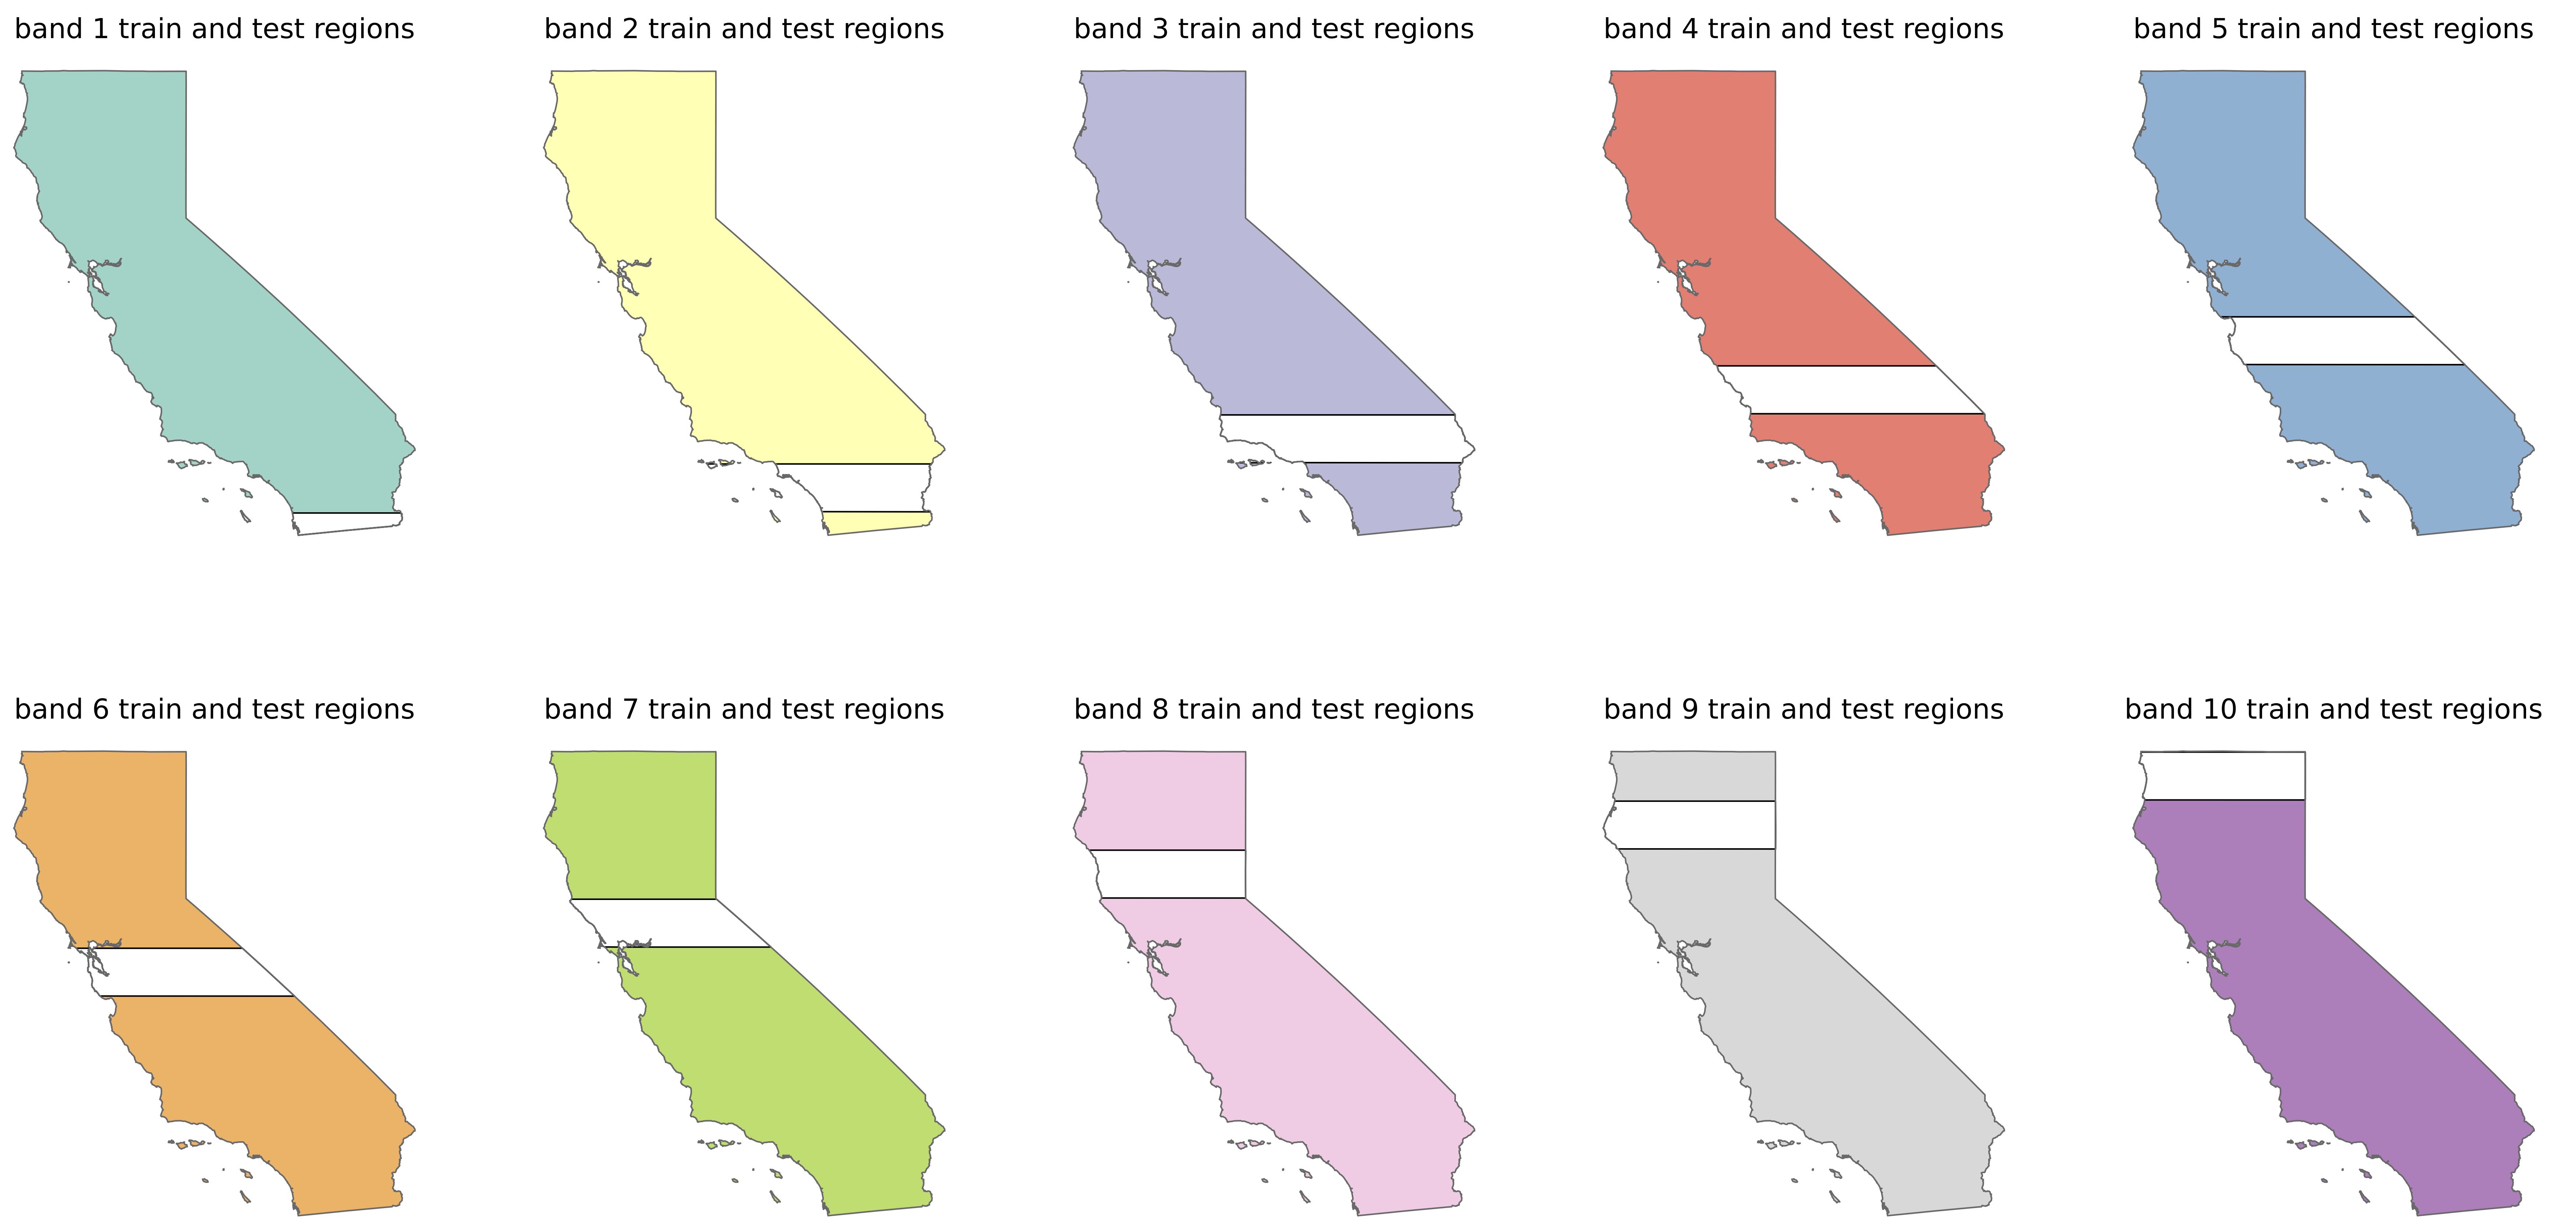 band 1 train and test regions
band 2 train and test regions
band 3 train and test regions
band 4 train and test regions
band 5 train and test regions
band 6 train and test regions
band 7 train and test regions
band 8 train and test regions
band 9 train and test regions
band 10 train and test regions